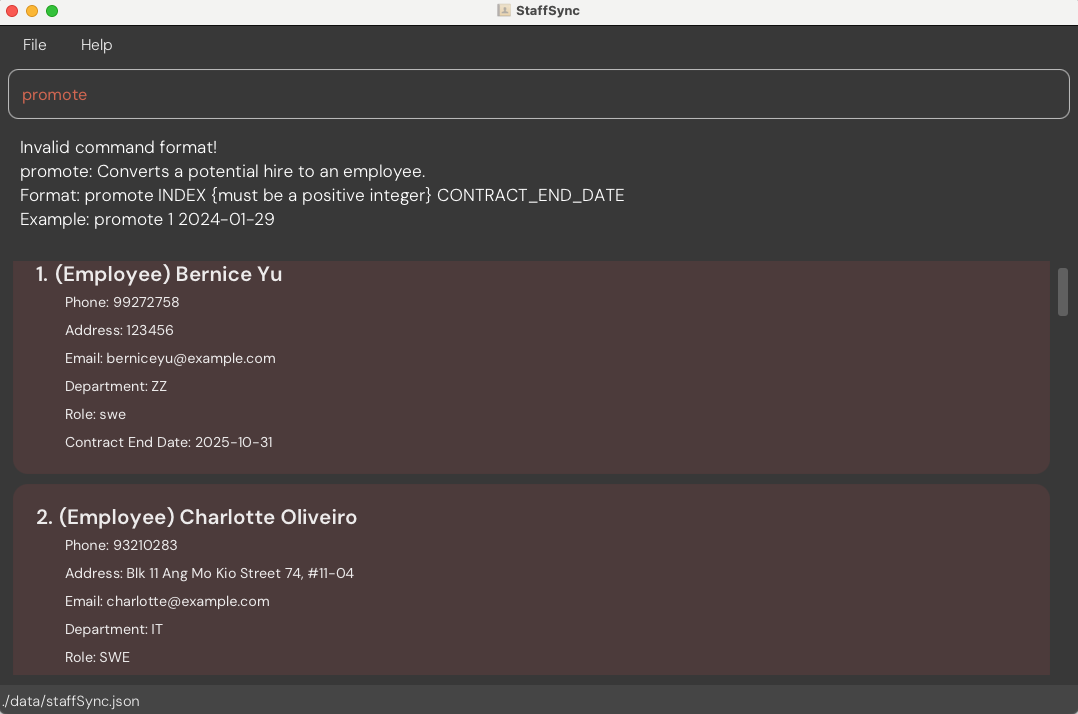 StaffSync
File Help
promote
Invalid command format!
promote: Converts a potential hire to an employee.
Format: promote INDEX {must be a positive integer} CONTRACT_END_DATE
Example: promote 1 2024-01-29
1. (Employee) Bernice Yu
Phone: 99272758
Address: 123456
Email: berniceyu@example.com
Department: ZZ
Role: swe
Contract End Date: 2025-10-31
2. (Employee) Charlotte Oliveiro
Phone: 93210283
Address: Blk 11 Ang Mo Kio Street 74, #11-04
Email: charlotte@example.com
Department: IT
Role: SWE
./data/staffSync.json